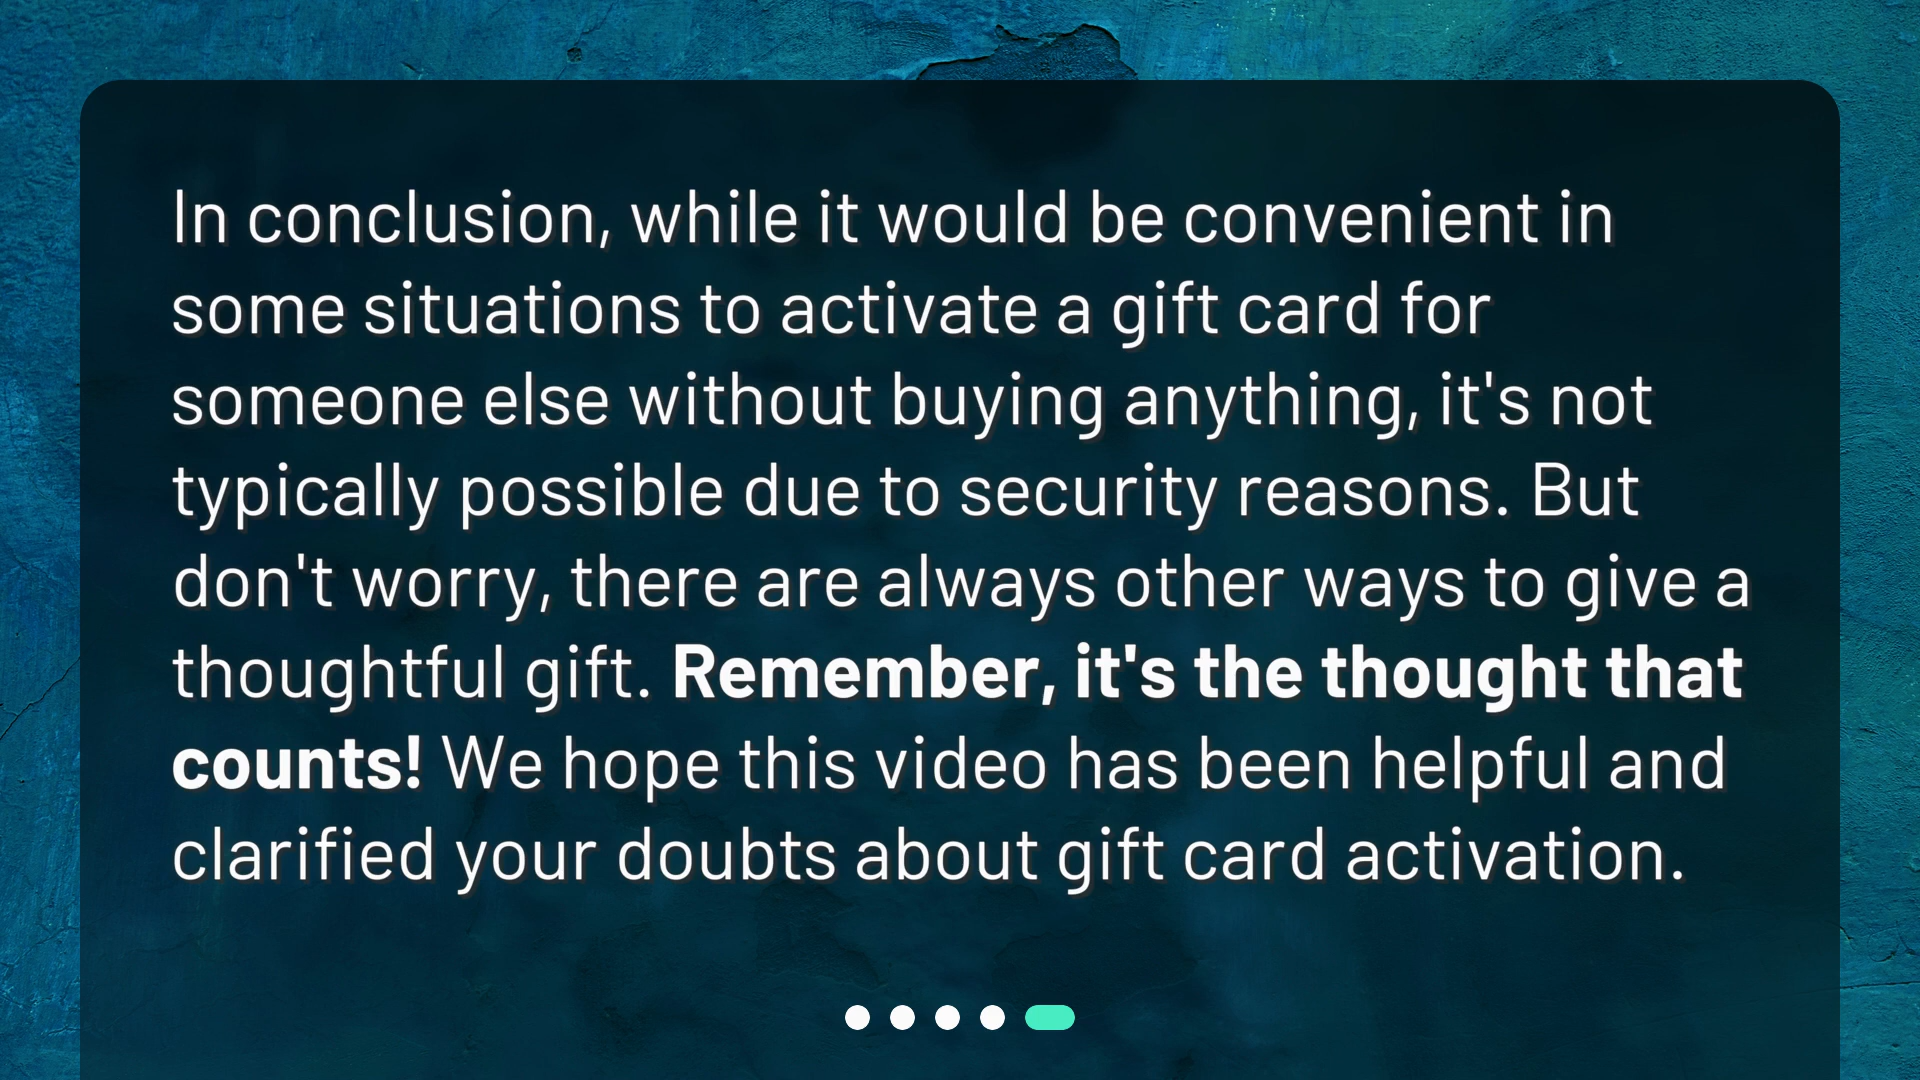 In conclusion, while it would be convenient in
some situations to activate a gift card for
someone else without buying anything, it's not
typically possible due to security reasons. But
don't worry, there are always other ways to give a
thoughtful gift. Remember, it's the thought that
counts! We hope this video has been helpful and
clarified your doubts about gift card activation.